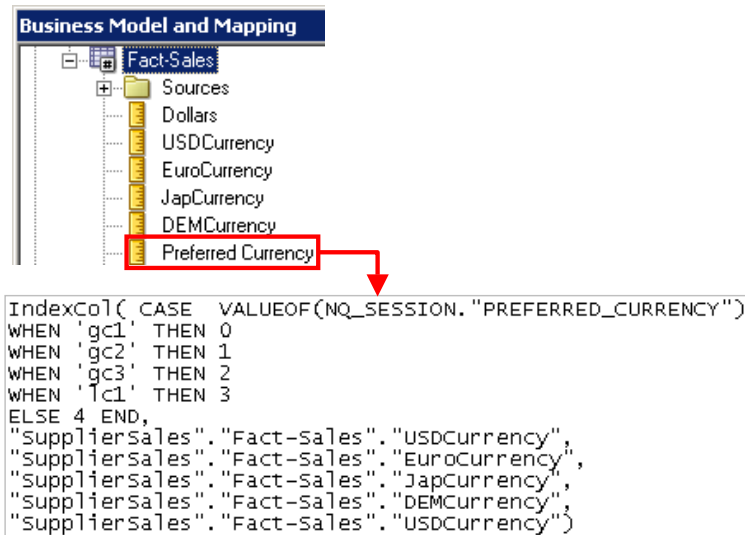 Business Model and Mapping
Fact-Sales
Sources
Dollars
USDCurrency
EuroCurrency
JapCurrency
DEMCurrency
Preferred Currency
IndexCol( CASE  VALUEOF(NQ_SESSION."PREFERRED_CURRENCY")
WHEN 'gc1' THEN 0
WHEN 'gc2' THEN 1
WHEN 'gc3' THEN 2
WHEN 'lc1' THEN 3
ELSE 4 END,
"SupplierSales"."Fact-Sales"."USDCurrency",
"SupplierSales"."Fact-Sales"."EuroCurrency",
"SupplierSales"."Fact-Sales"."JapCurrency",
"SupplierSales"."Fact-Sales"."DEMCurrency",
"SupplierSales"."Fact-Sales"."USDCurrency")